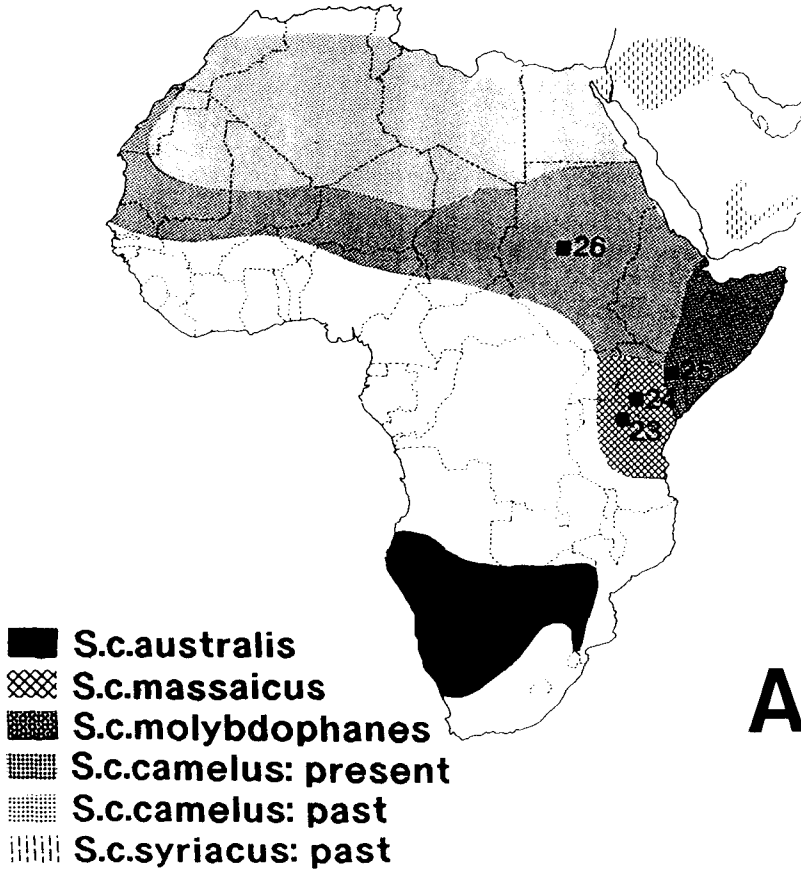 26
25
24
23
S.c.australis
S.c.massaicus
S.c.molybdophanes
S.c.camelus: present
S.c.camelus: past
S.c.syriacus: past
A